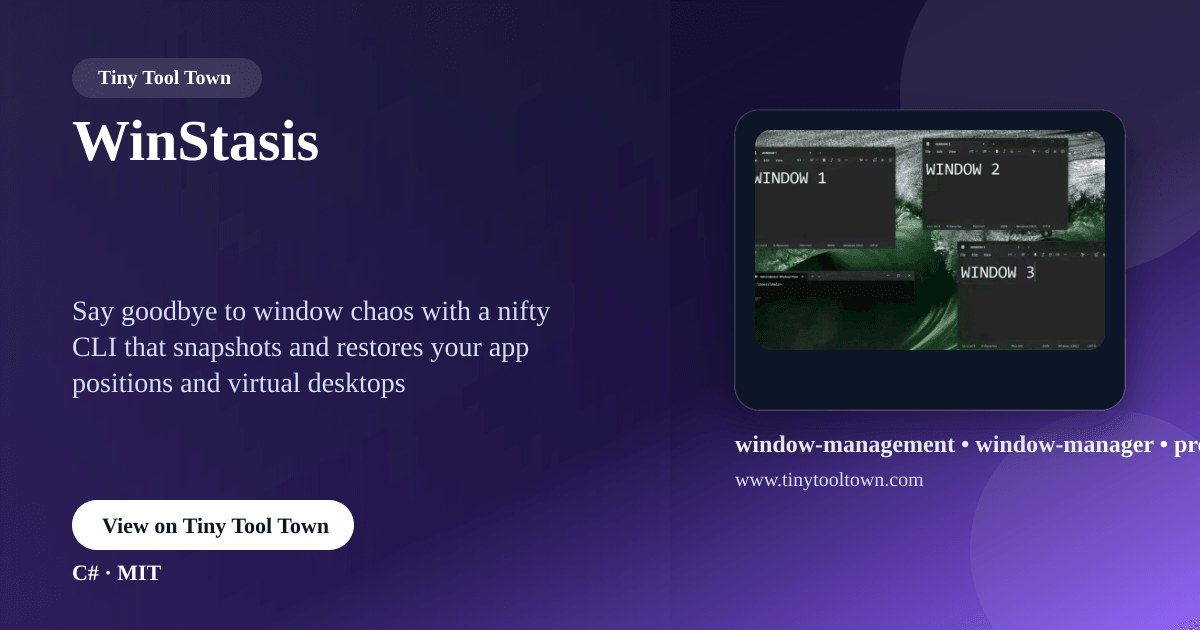 Tiny Tool Town
WinStasis
Say goodbye to window chaos with a nifty
CLI that snapshots and restores your app
positions and virtual desktops
View on Tiny Tool Town
C# · MIT
WINDOW 1
WINDOW 2
WINDOW 3
window-management • window-manager •
www.tinytooltown.com